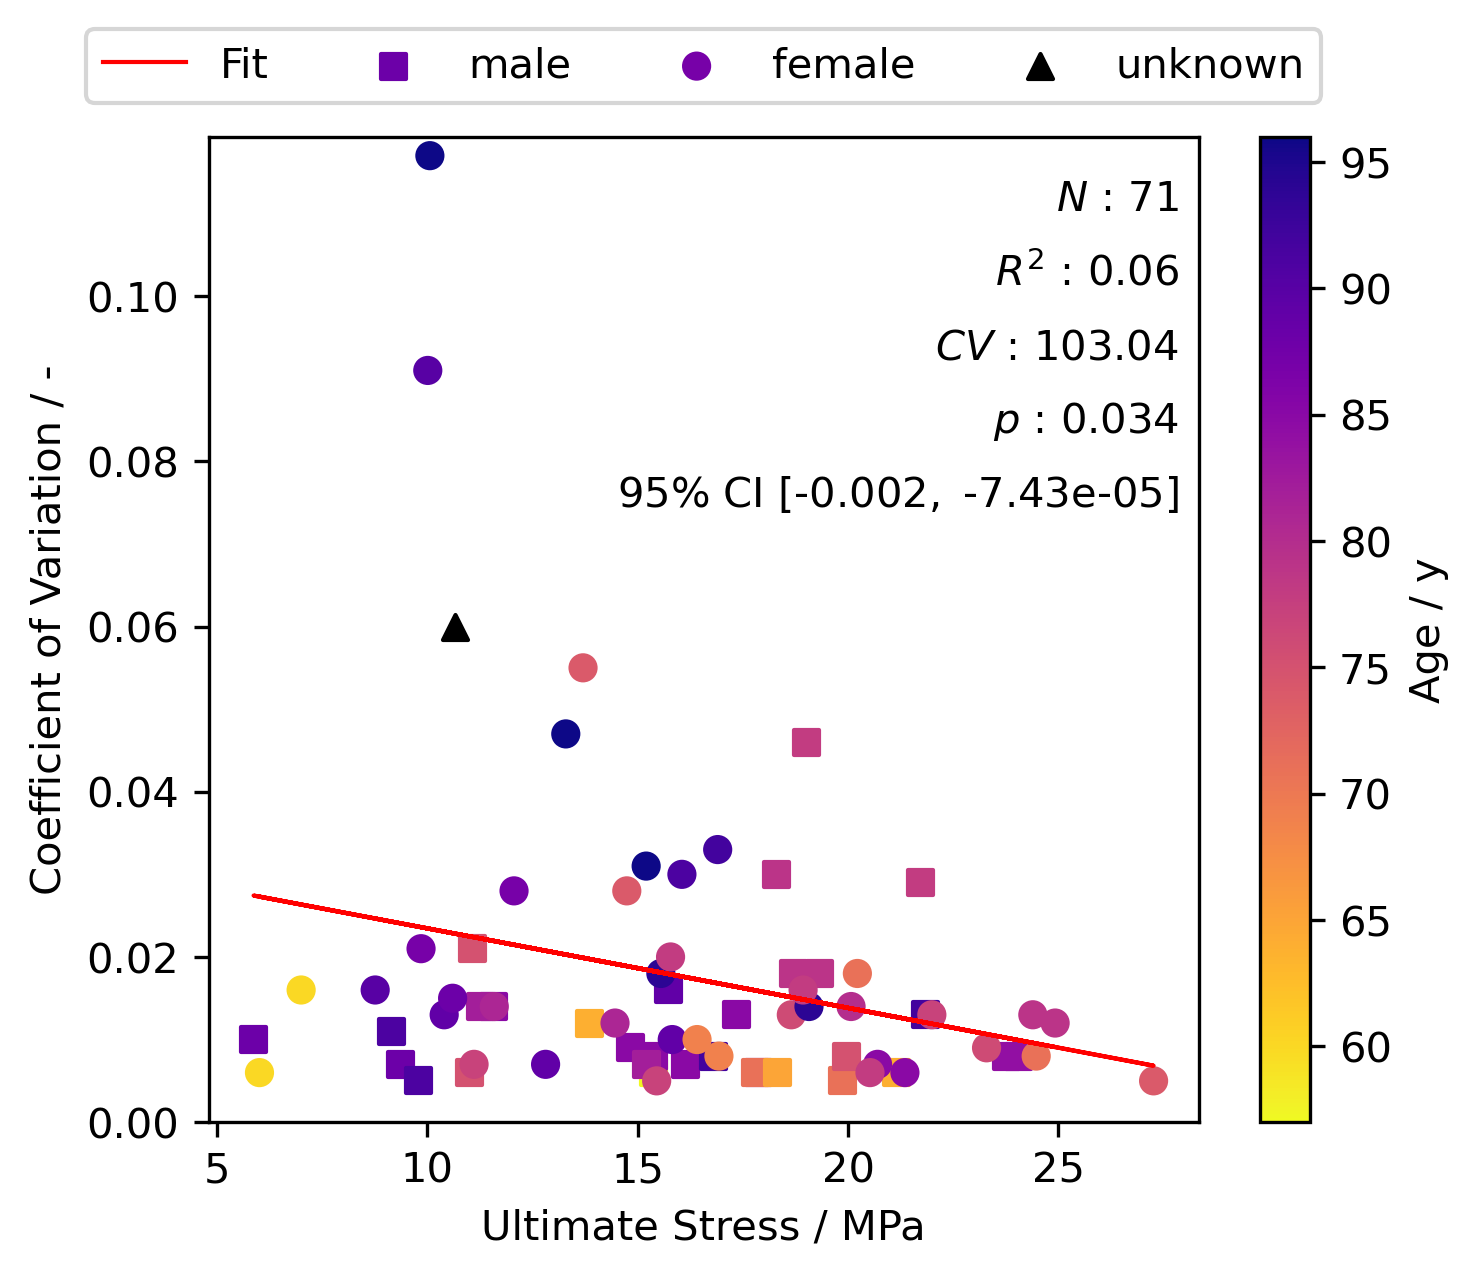 Fit male female unknown
N : 71
R² : 0.06
CV : 103.04
p : 0.034
95% CI [-0.002, -7.43e-05]
0.10
0.08
0.06
0.04
0.02
0.00
Coefficient of Variation / -
5 10 15 20 25
Ultimate Stress / MPa
95
90
85
80
75
70
65
60
Age / y